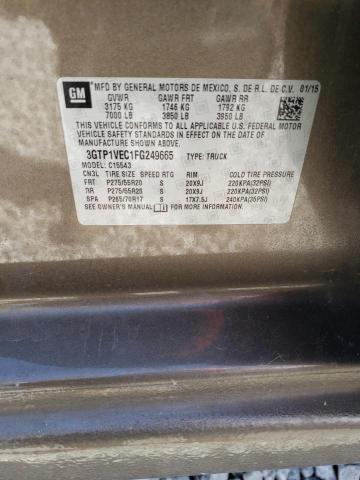 GM
MFD BY GENERAL MOTORS DE MEXICO, S. DE R.L. DE C.V. 01/15
GVWR GAWR FRT GAWR RR
3175 KG 1746 KG 1792 KG
7000 LB 3850 LB 3950 LB
THIS VEHICLE CONFORMS TO ALL APPLICABLE U.S. FEDERAL
MOTOR VEHICLE SAFETY AND THEFT PREVENTION
STANDARDS IN EFFECT ON THE DATE OF
MANUFACTURE SHOWN ABOVE.
3GTP1VEC1FG249665 TYPE: TRUCK
MODEL: C15543
CN3L TIRE SIZE SPEED RTG RIM COLD TIRE PRESSURE
FRT P275/55R20 S 20X9J 220KPA(32PSI)
RR P275/55R20 S 20X9J 220KPA(32PSI)
SPA P265/70R17 S 17X7.5J 240KPA(35PSI)
SEE OWNER'S MANUAL FOR MORE INFORMATION.